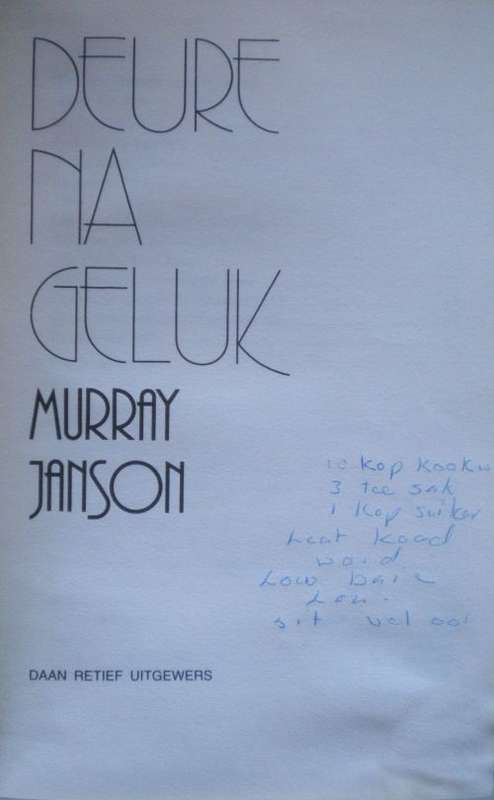 DEURE
NA
GELUK
MURRAY
JANSON
10 Kop Kookw
3 tee sak
1 Kop suiker
Laat Koud
word
sit
DAAN RETIEF UITGEWERS